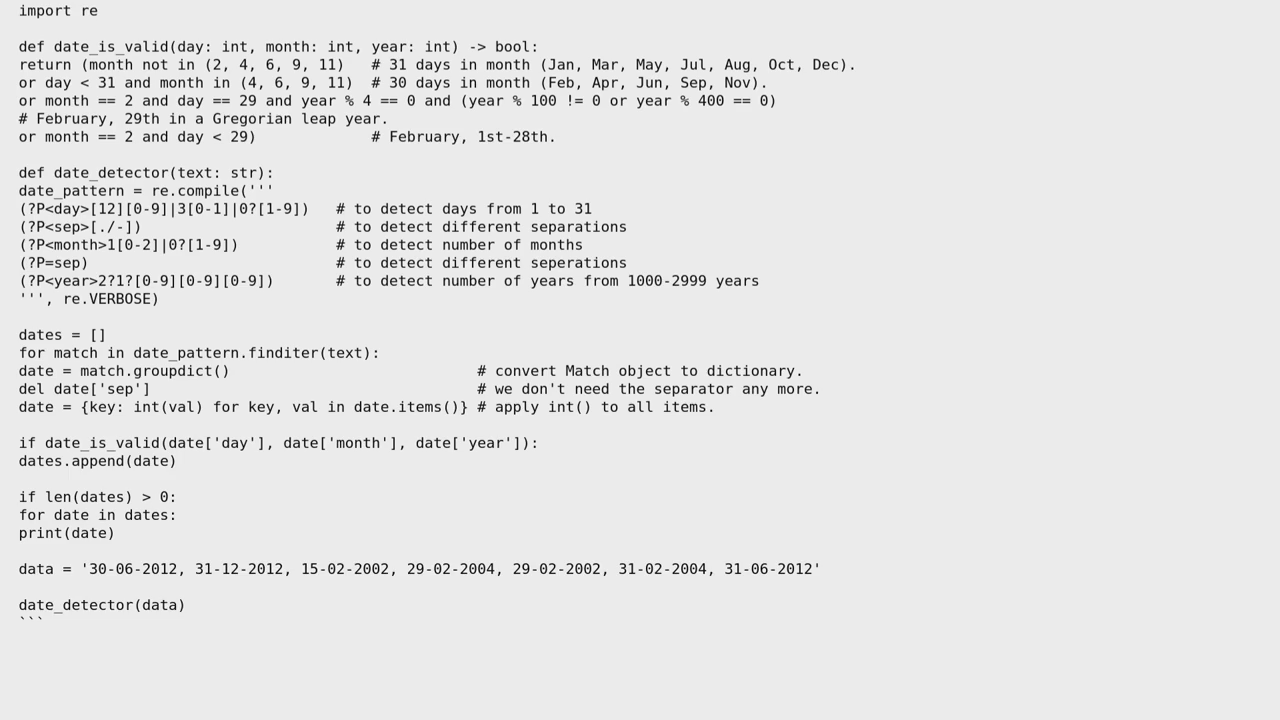 import re

def date_is_valid(day: int, month: int, year: int) -> bool:
return (month not in (2, 4, 6, 9, 11)   # 31 days in month (Jan, Mar, May, Jul, Aug, Oct, Dec).
or day < 31 and month in (4, 6, 9, 11)  # 30 days in month (Feb, Apr, Jun, Sep, Nov).
or month == 2 and day == 29 and year % 4 == 0 and (year % 100 != 0 or year % 400 == 0)
# February, 29th in a Gregorian leap year.
or month == 2 and day < 29)             # February, 1st-28th.

def date_detector(text: str):
date_pattern = re.compile('''
(?P<day>[12][0-9]|3[0-1]|0?[1-9])   # to detect days from 1 to 31
(?P<sep>[./-])                      # to detect different separations
(?P<month>1[0-2]|0?[1-9])           # to detect number of months
(?P=sep)                            # to detect different seperations
(?P<year>2?1?[0-9][0-9][0-9])       # to detect number of years from 1000-2999 years
''', re.VERBOSE)

dates = []
for match in date_pattern.finditer(text):
date = match.groupdict()                            # convert Match object to dictionary.
del date['sep']                                     # we don't need the separator any more.
date = {key: int(val) for key, val in date.items()} # apply int() to all items.

if date_is_valid(date['day'], date['month'], date['year']):
dates.append(date)

if len(dates) > 0:
for date in dates:
print(date)

data = '30-06-2012, 31-12-2012, 15-02-2002, 29-02-2004, 29-02-2002, 31-02-2004, 31-06-2012'

date_detector(data)
```